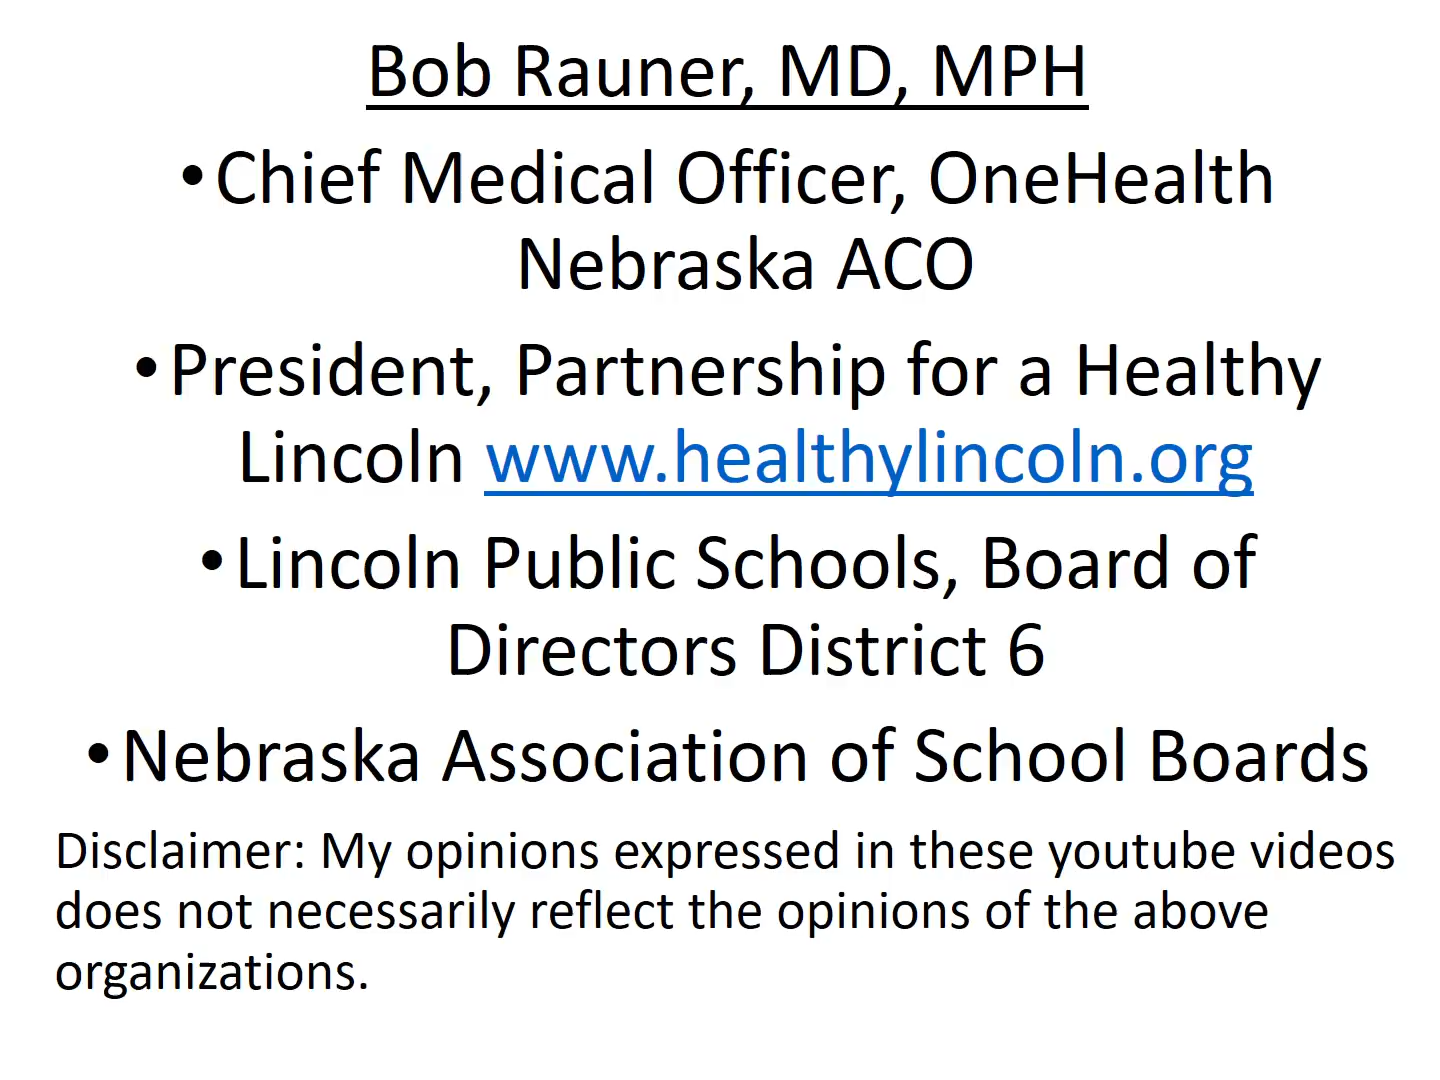 Bob Rauner, MD, MPH
•Chief Medical Officer, OneHealth
Nebraska ACO
•President, Partnership for a Healthy
Lincoln www.healthylincoln.org
•Lincoln Public Schools, Board of
Directors District 6
•Nebraska Association of School Boards
Disclaimer: My opinions expressed in these youtube videos
does not necessarily reflect the opinions of the above
organizations.